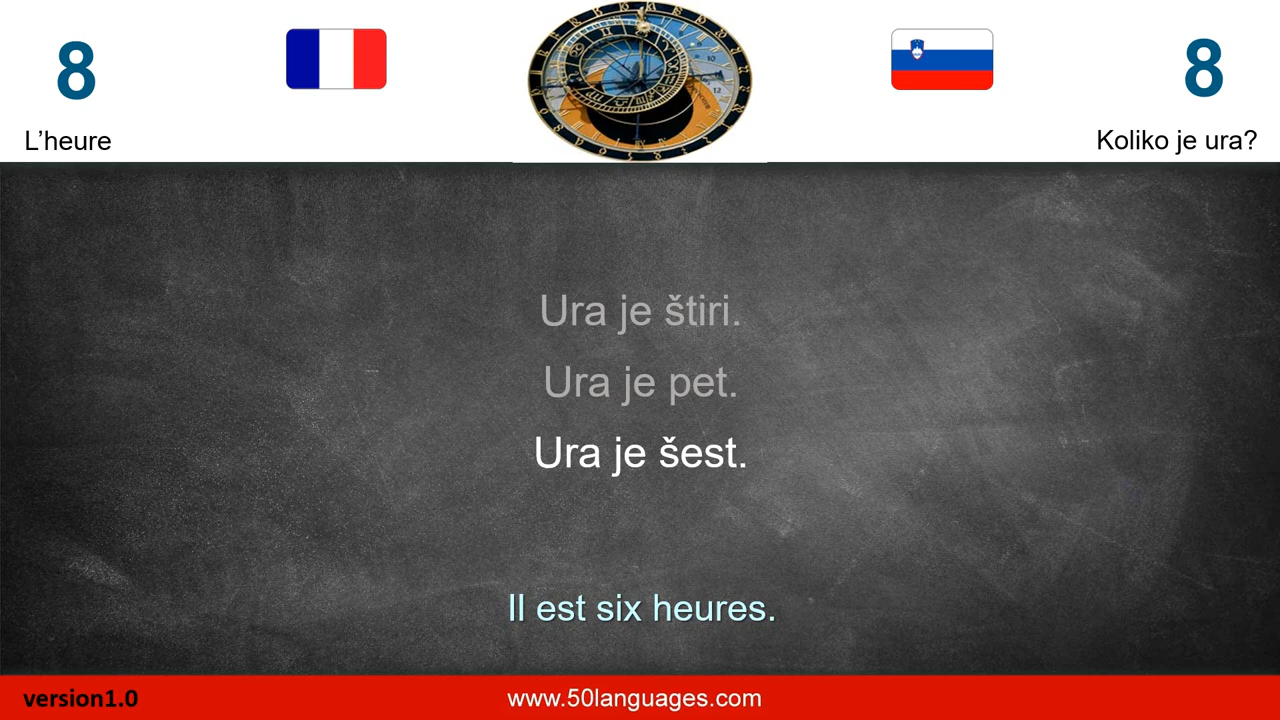 8
8
L’heure
Koliko je ura?
Ura je štiri.
Ura je pet.
Ura je šest.
Il est six heures.
version1.0
www.50languages.com